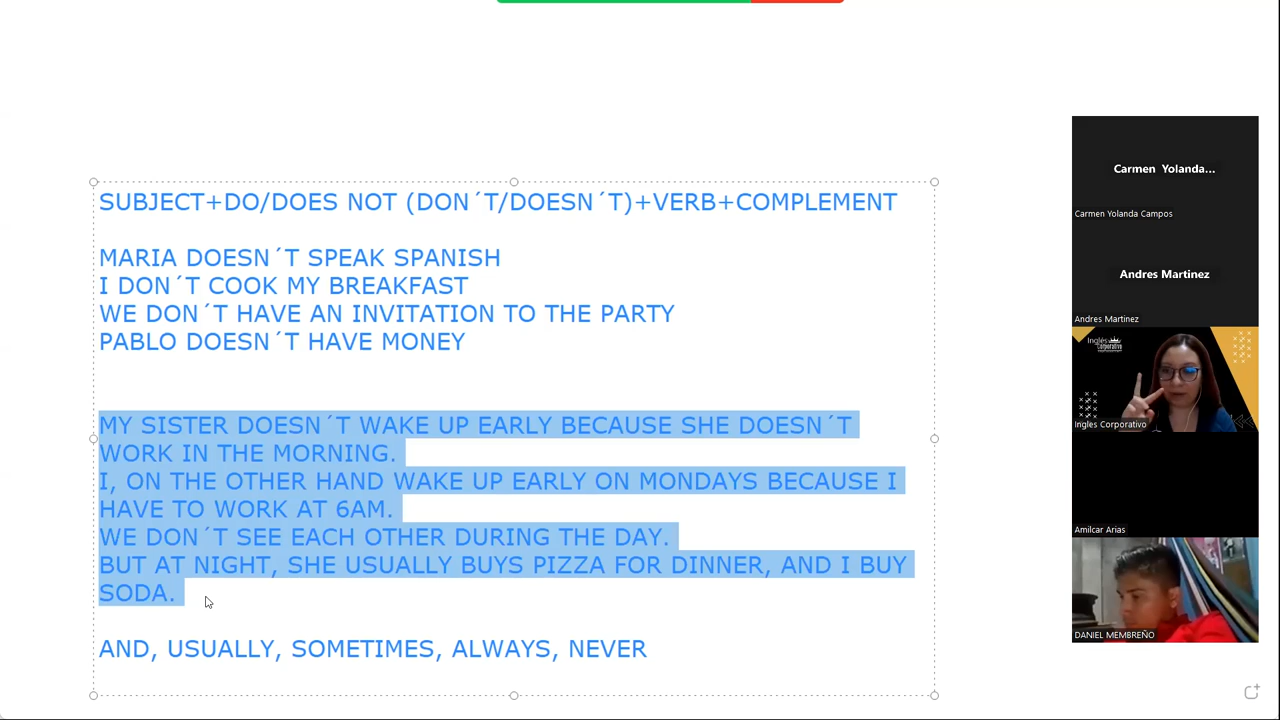 SUBJECT+DO/DOES NOT (DON´T/DOESN´T)+VERB+COMPLEMENT
MARIA DOESN´T SPEAK SPANISH
I DON´T COOK MY BREAKFAST
WE DON´T HAVE AN INVITATION TO THE PARTY
PABLO DOESN´T HAVE MONEY
MY SISTER DOESN´T WAKE UP EARLY BECAUSE SHE DOESN´T
WORK IN THE MORNING.
I, ON THE OTHER HAND WAKE UP EARLY ON MONDAYS BECAUSE I
HAVE TO WORK AT 6AM.
WE DON´T SEE EACH OTHER DURING THE DAY.
BUT AT NIGHT, SHE USUALLY BUYS PIZZA FOR DINNER, AND I BUY
SODA.
AND, USUALLY, SOMETIMES, ALWAYS, NEVER
Carmen Yolanda...
Carmen Yolanda Campos
Andres Martinez
Andres Martinez
Inglés
Corporativo
Ingles Corporativo
Amilcar Arias
DANIEL MEMBREÑO